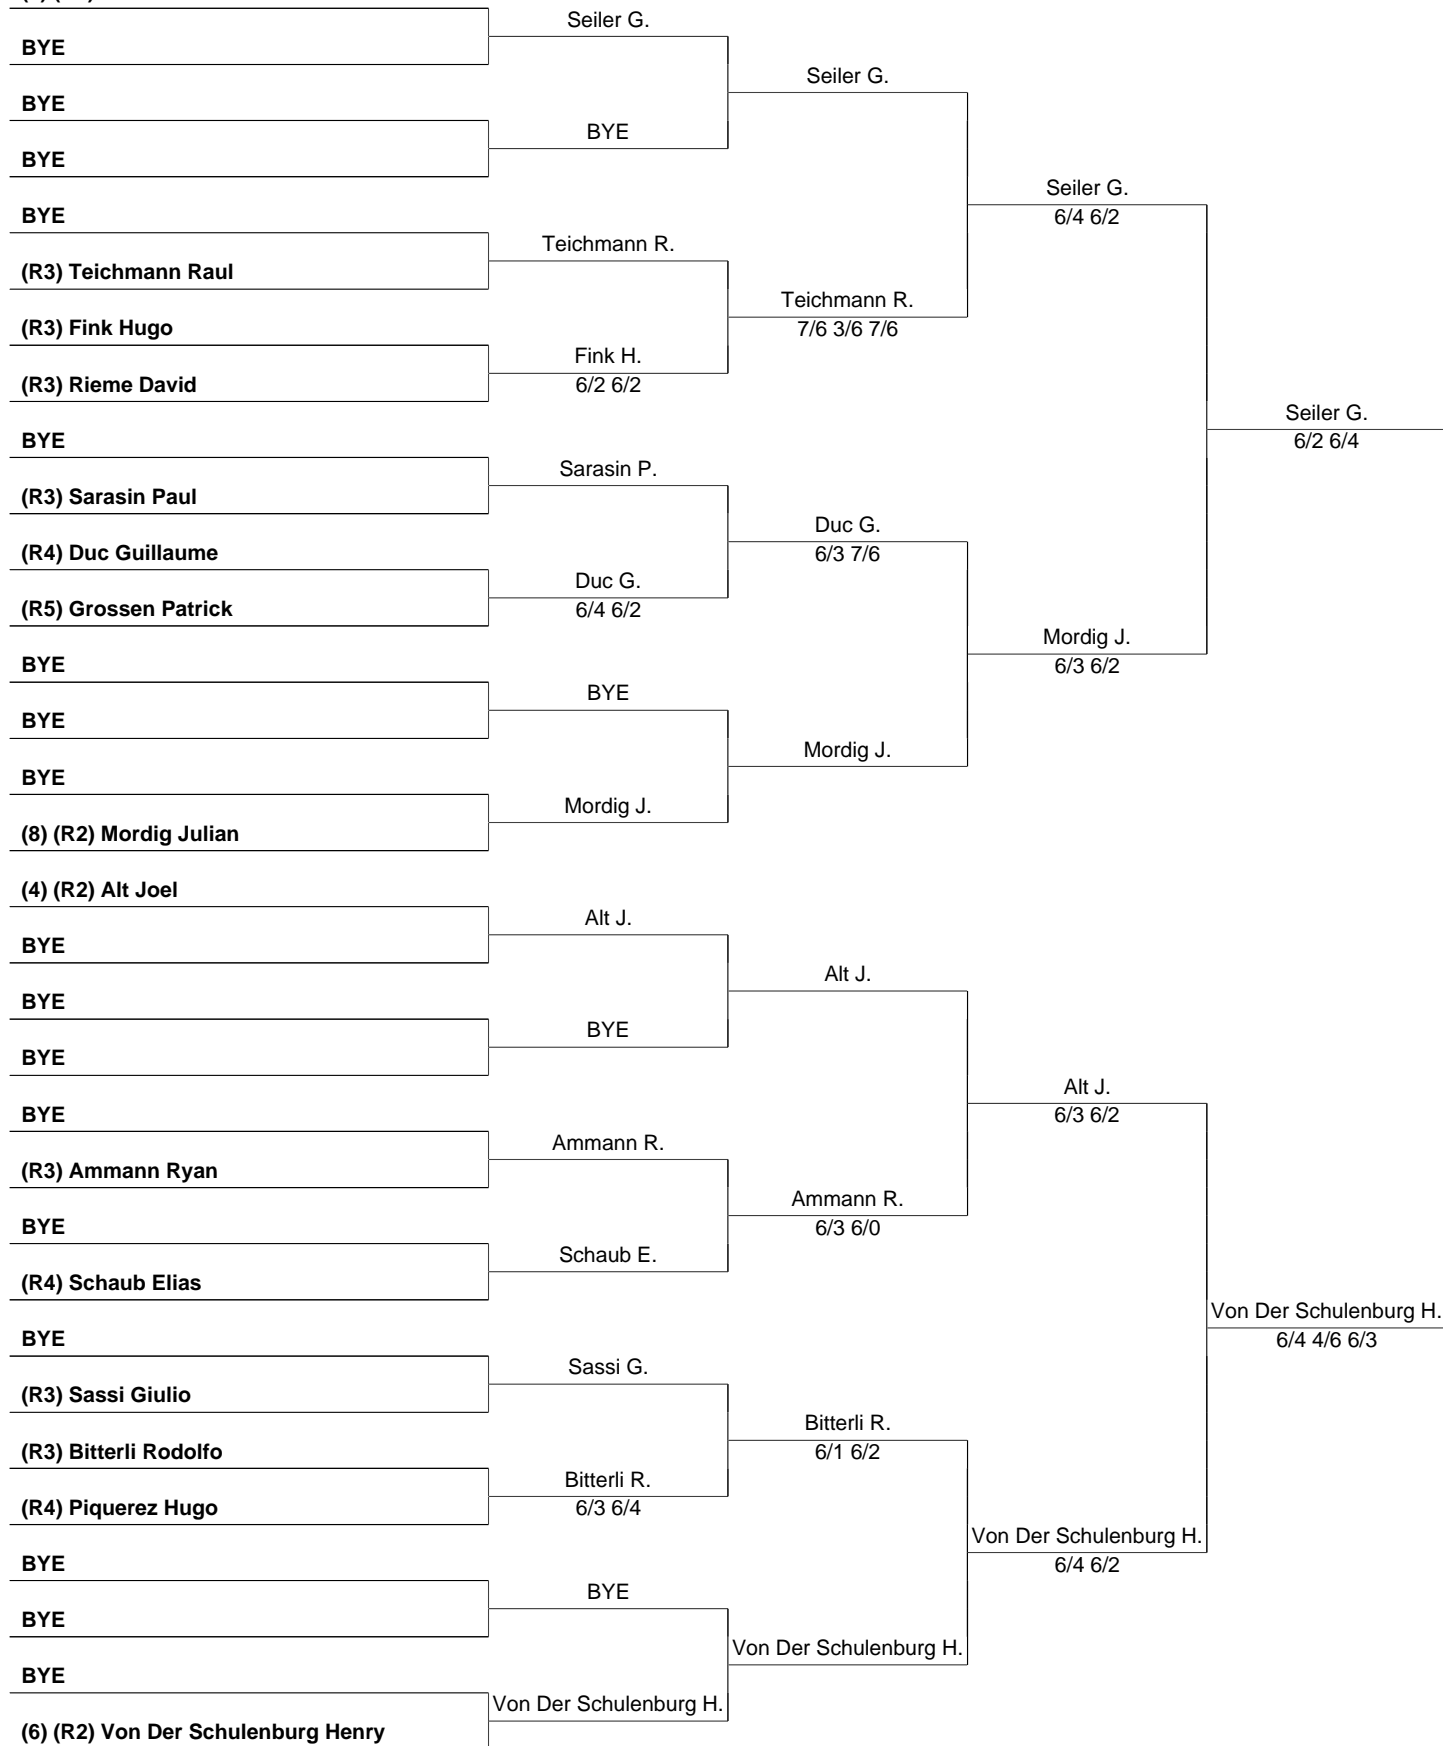 BYE
BYE
BYE
BYE
(R3) Teichmann Raul
(R3) Fink Hugo
(R3) Rieme David
BYE
(R3) Sarasin Paul
(R4) Duc Guillaume
(R5) Grossen Patrick
BYE
BYE
BYE
(8) (R2) Mordig Julian
(4) (R2) Alt Joel
BYE
BYE
BYE
BYE
(R3) Ammann Ryan
BYE
(R4) Schaub Elias
BYE
(R3) Sassi Giulio
(R3) Bitterli Rodolfo
(R4) Piquerez Hugo
BYE
BYE
BYE
(6) (R2) Von Der Schulenburg Henry
Seiler G.
BYE
Teichmann R.
Fink H.
6/2 6/2
Sarasin P.
Duc G.
6/4 6/2
BYE
Mordig J.
Alt J.
BYE
Ammann R.
Schaub E.
Sassi G.
Bitterli R.
6/3 6/4
BYE
Von Der Schulenburg H.
Seiler G.
Teichmann R.
7/6 3/6 7/6
Duc G.
6/3 7/6
Mordig J.
Alt J.
Ammann R.
6/3 6/0
Bitterli R.
6/1 6/2
Von Der Schulenburg H.
Seiler G.
6/4 6/2
Mordig J.
6/3 6/2
Alt J.
6/3 6/2
Von Der Schulenburg H.
6/4 6/2
Seiler G.
6/2 6/4
Von Der Schulenburg H.
6/4 4/6 6/3